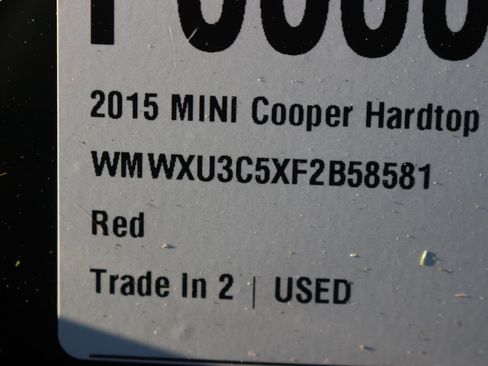 2015 MINI Cooper Hardtop
WMWXU3C5XF2B58581
Red
Trade In 2 | USED